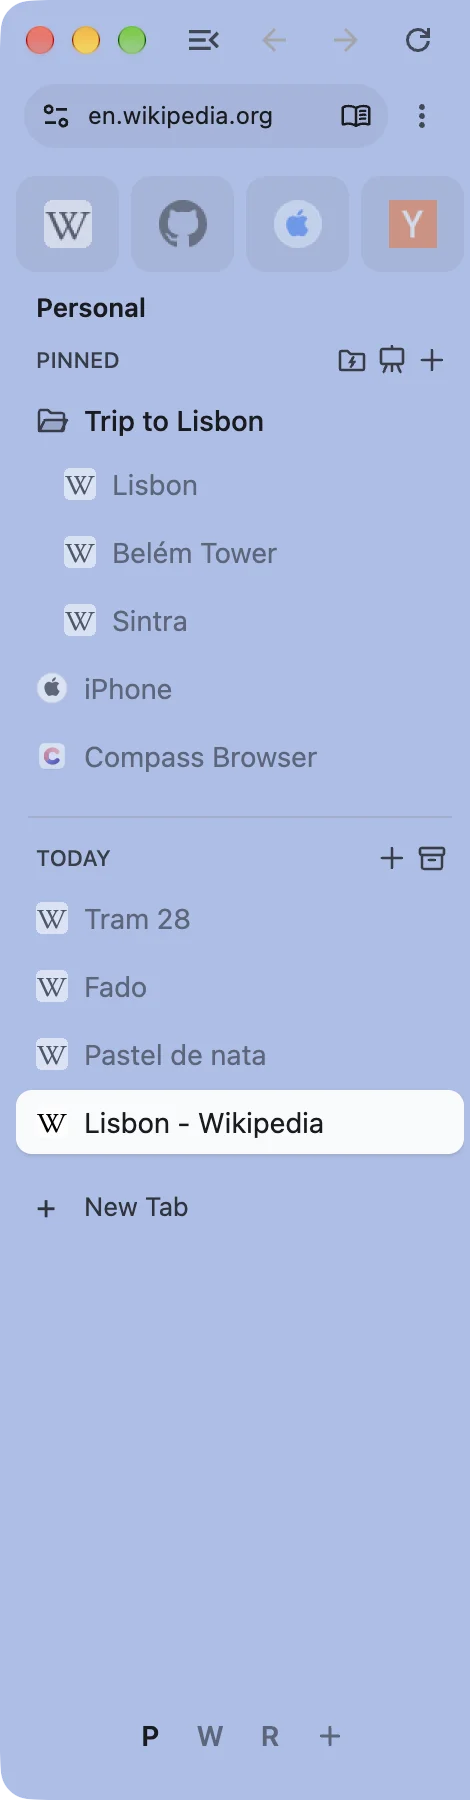 en.wikipedia.org
W
Y
Personal
PINNED
Trip to Lisbon
W Lisbon
W Belém Tower
W Sintra
iPhone
C Compass Browser
TODAY
W Tram 28
W Fado
W Pastel de nata
W Lisbon - Wikipedia
+ New Tab
P W R +